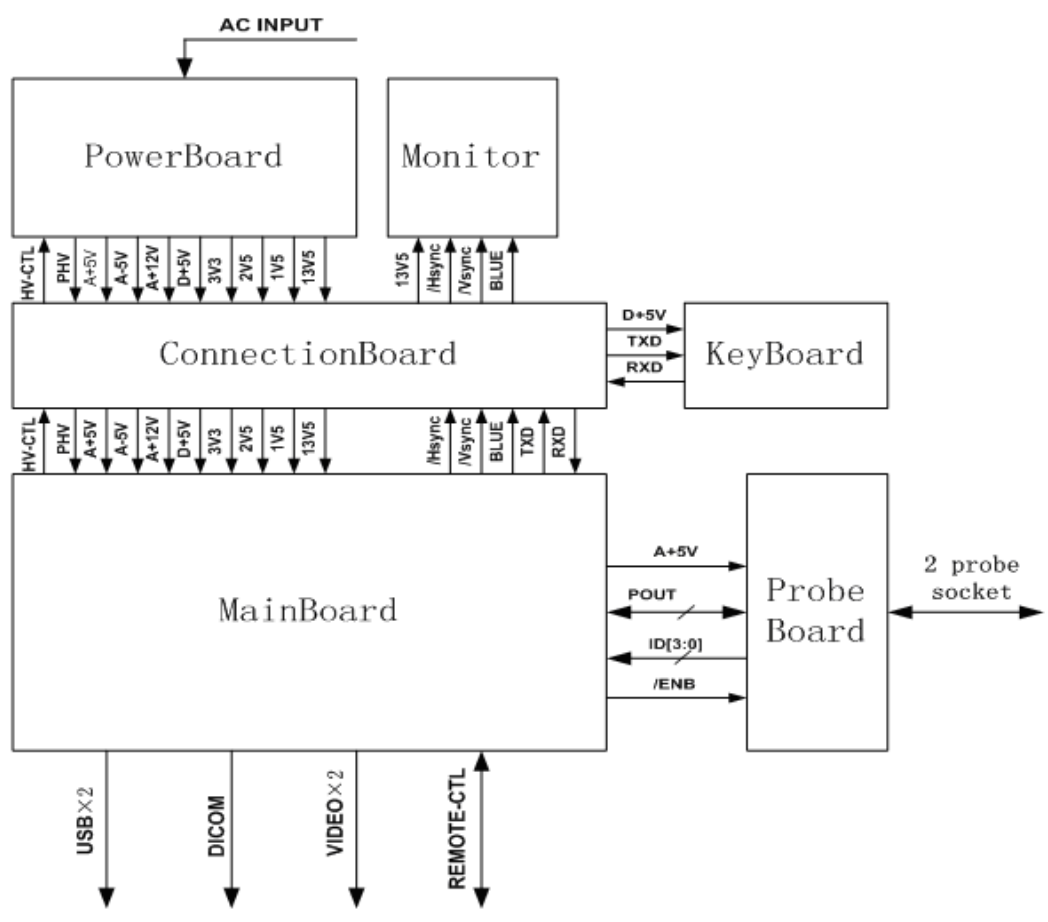 AC INPUT
PowerBoard
Monitor
HV-CTL
PHV
A+5V
A-5V
A+12V
D+5V
3V3
2V5
1V5
13V5
13V5
/Hsync
/Vsync
BLUE
ConnectionBoard
D+5V
TXD
RXD
KeyBoard
HV-CTL
PHV
A+5V
A-5V
A+12V
D+5V
3V3
2V5
1V5
13V5
/Hsync
/Vsync
BLUE
TXD
RXD
MainBoard
A+5V
POUT
ID[3:0]
/ENB
Probe
Board
2 probe
socket
USB×2
DICOM
VIDEO×2
REMOTE-CTL